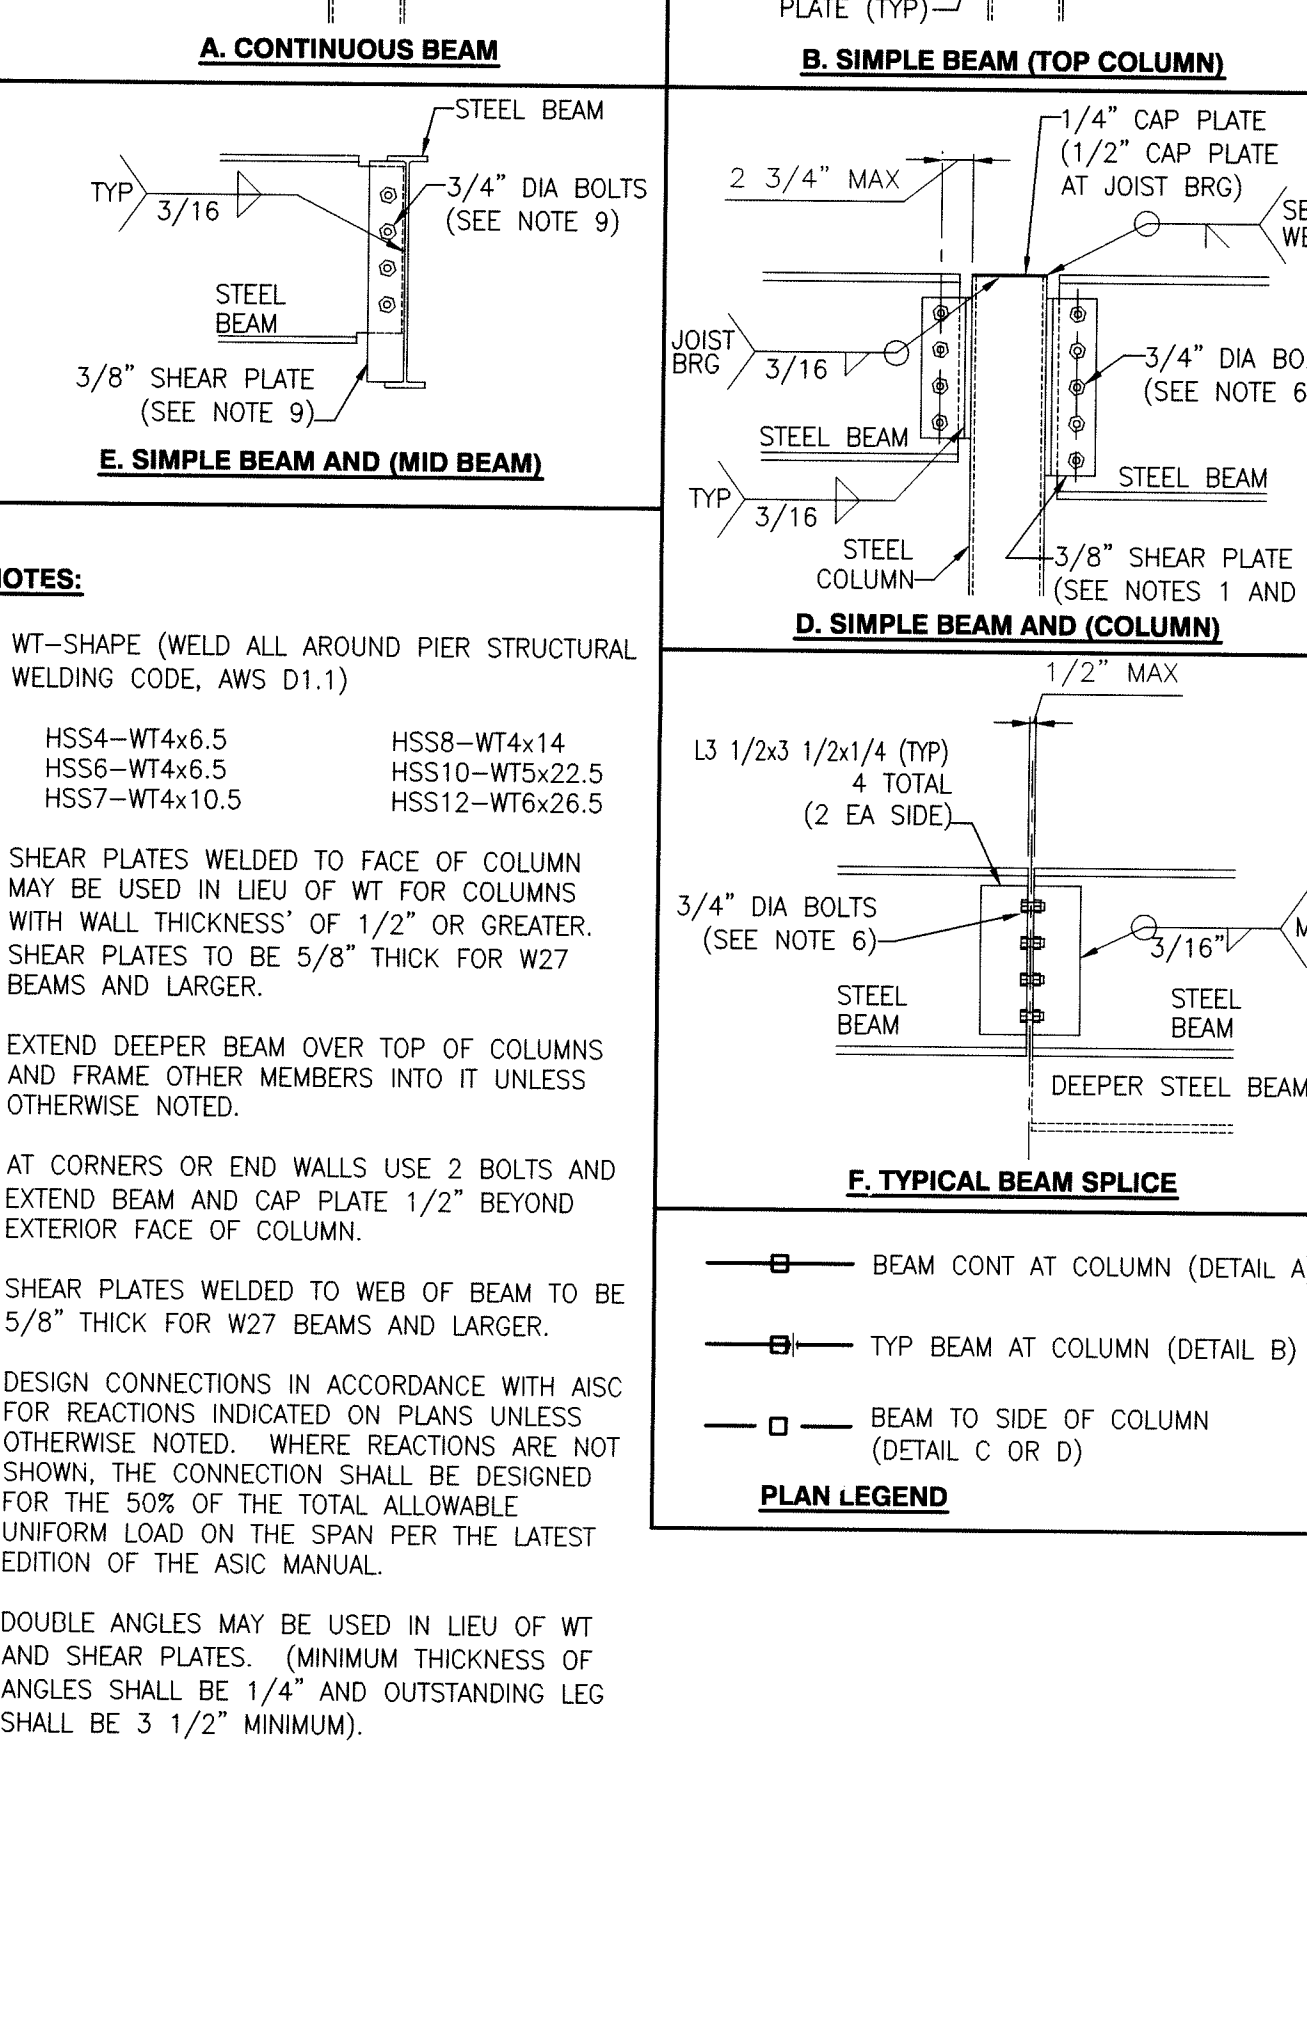 PLATE (TYP)
A. CONTINUOUS BEAM
B. SIMPLE BEAM (TOP COLUMN)
STEEL BEAM
TYP
3/16
3/4" DIA BOLTS
(SEE NOTE 9)
STEEL
BEAM
3/8" SHEAR PLATE
(SEE NOTE 9)
E. SIMPLE BEAM AND (MID BEAM)
1/4" CAP PLATE
(1/2" CAP PLATE
AT JOIST BRG)
2 3/4" MAX
JOIST
BRG
3/16
3/4" DIA
(SEE NOTE 6
STEEL BEAM
STEEL BEAM
TYP
3/16
STEEL
COLUMN
3/8" SHEAR PLATE
(SEE NOTES 1 AND
D. SIMPLE BEAM AND (COLUMN)
OTES:
WT-SHAPE (WELD ALL AROUND PIER STRUCTURAL
WELDING CODE, AWS D1.1)
HSS4-WT4x6.5 HSS8-WT4x14
HSS6-WT4x6.5 HSS10-WT5x22.5
HSS7-WT4x10.5 HSS12-WT6x26.5
SHEAR PLATES WELDED TO FACE OF COLUMN
MAY BE USED IN LIEU OF WT FOR COLUMNS
WITH WALL THICKNESS' OF 1/2" OR GREATER.
SHEAR PLATES TO BE 5/8" THICK FOR W27
BEAMS AND LARGER.
EXTEND DEEPER BEAM OVER TOP OF COLUMNS
AND FRAME OTHER MEMBERS INTO IT UNLESS
OTHERWISE NOTED.
AT CORNERS OR END WALLS USE 2 BOLTS AND
EXTEND BEAM AND CAP PLATE 1/2" BEYOND
EXTERIOR FACE OF COLUMN.
SHEAR PLATES WELDED TO WEB OF BEAM TO BE
5/8" THICK FOR W27 BEAMS AND LARGER.
DESIGN CONNECTIONS IN ACCORDANCE WITH AISC
FOR REACTIONS INDICATED ON PLANS UNLESS
OTHERWISE NOTED. WHERE REACTIONS ARE NOT
SHOWN, THE CONNECTION SHALL BE DESIGNED
FOR THE 50% OF THE TOTAL ALLOWABLE
UNIFORM LOAD ON THE SPAN PER THE LATEST
EDITION OF THE ASIC MANUAL.
DOUBLE ANGLES MAY BE USED IN LIEU OF WT
AND SHEAR PLATES. (MINIMUM THICKNESS OF
ANGLES SHALL BE 1/4" AND OUTSTANDING LEG
SHALL BE 3 1/2" MINIMUM).
1/2" MAX
L3 1/2x3 1/2x1/4 (TYP)
4 TOTAL
(2 EA SIDE)
3/4" DIA BOLTS
(SEE NOTE 6)
3/16"
STEEL
BEAM
STEEL
BEAM
DEEPER STEEL BEAM
F. TYPICAL BEAM SPLICE
BEAM CONT AT COLUMN (DETAIL A)
TYP BEAM AT COLUMN (DETAIL B)
BEAM TO SIDE OF COLUMN
(DETAIL C OR D)
PLAN LEGEND